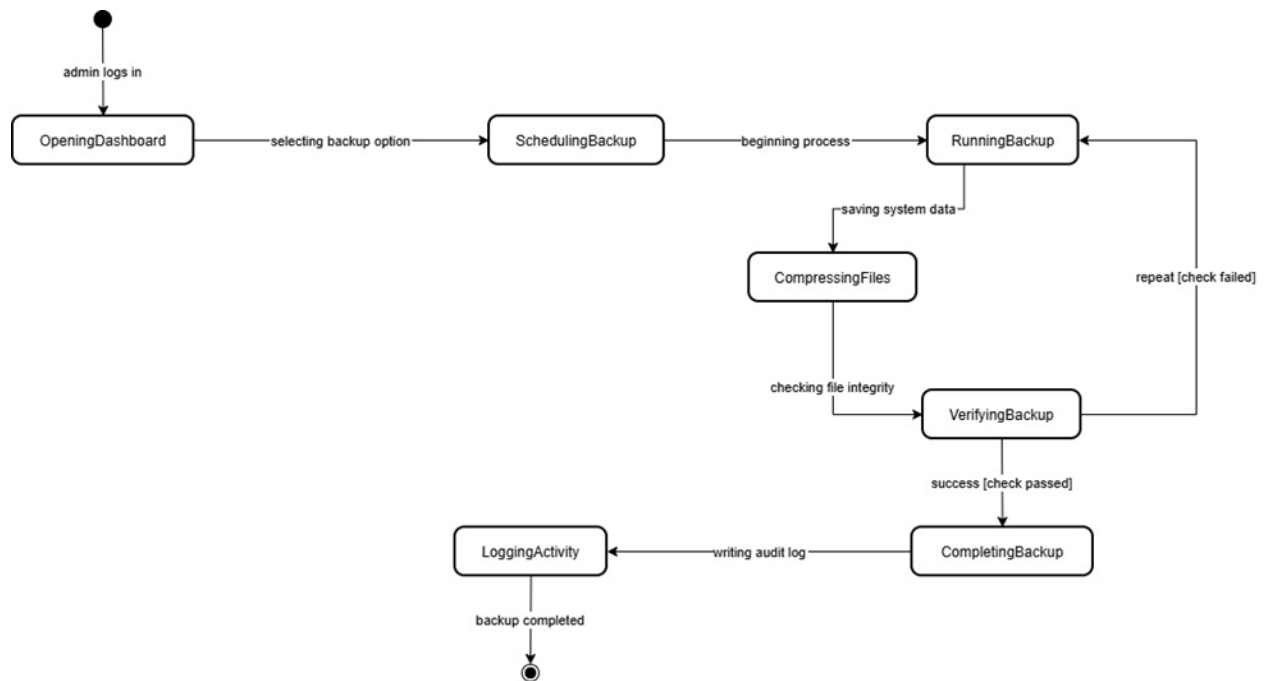 admin logs in
OpeningDashboard
selecting backup option
SchedulingBackup
beginning process
RunningBackup
saving system data
CompressingFiles
repeat [check failed]
checking file integrity
VerifyingBackup
success [check passed]
LoggingActivity
writing audit log
CompletingBackup
backup completed